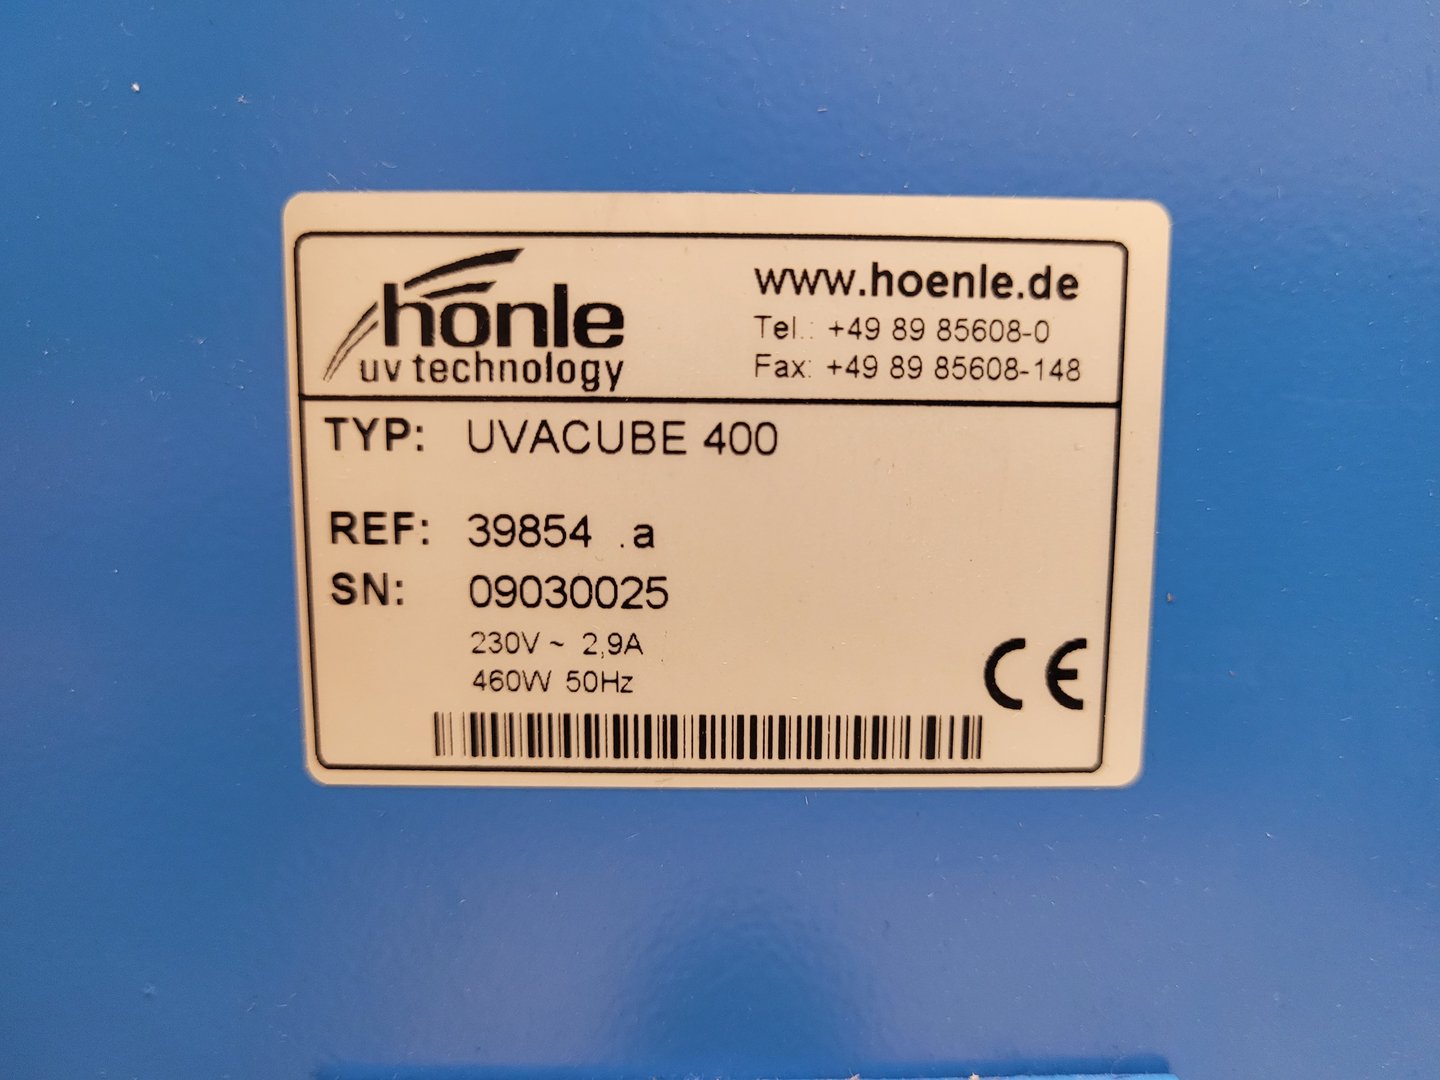 hönle
uv technology
www.hoenle.de
Tel.: +49 89 85608-0
Fax: +49 89 85608-148
TYP: UVACUBE 400
REF: 39854 .a
SN: 09030025
230V ~ 2,9A
460W 50Hz
CE